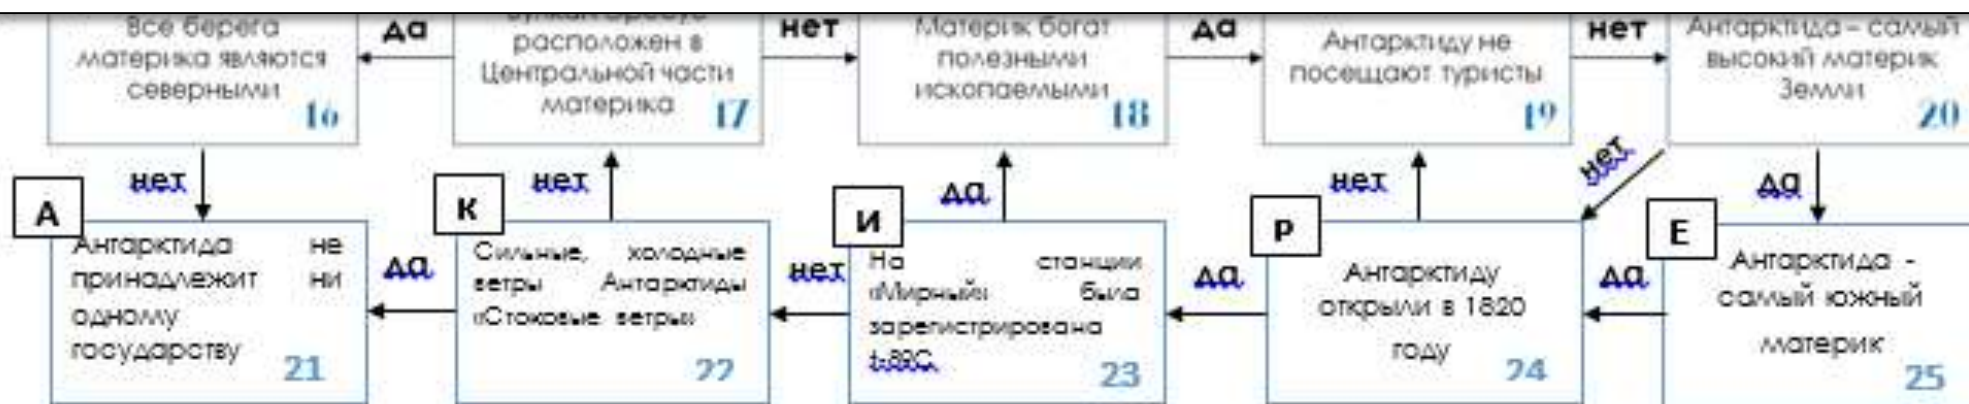 Все берега
материка являются
северными
16
да
Вулкан Эребус
расположен в
Центральной части
материка
17
нет
Материк богат
полезными
ископаемыми
18
да
Антарктиду не
посещают туристы
19
нет
Антарктида – самый
высокий материк
Земли
20
нет
нет
да
нет
нет
да
А
Антарктида не
принадлежит ни
одному
государству
21
да
К
Сильные, холодные
ветры Антарктиды
«Стоковые ветры»
22
нет
И
На станции
«Мирный» была
зарегистрирована
t-89С
23
да
Р
Антарктиду
открыли в 1820
году
24
да
Е
Антарктида -
самый южный
материк
25